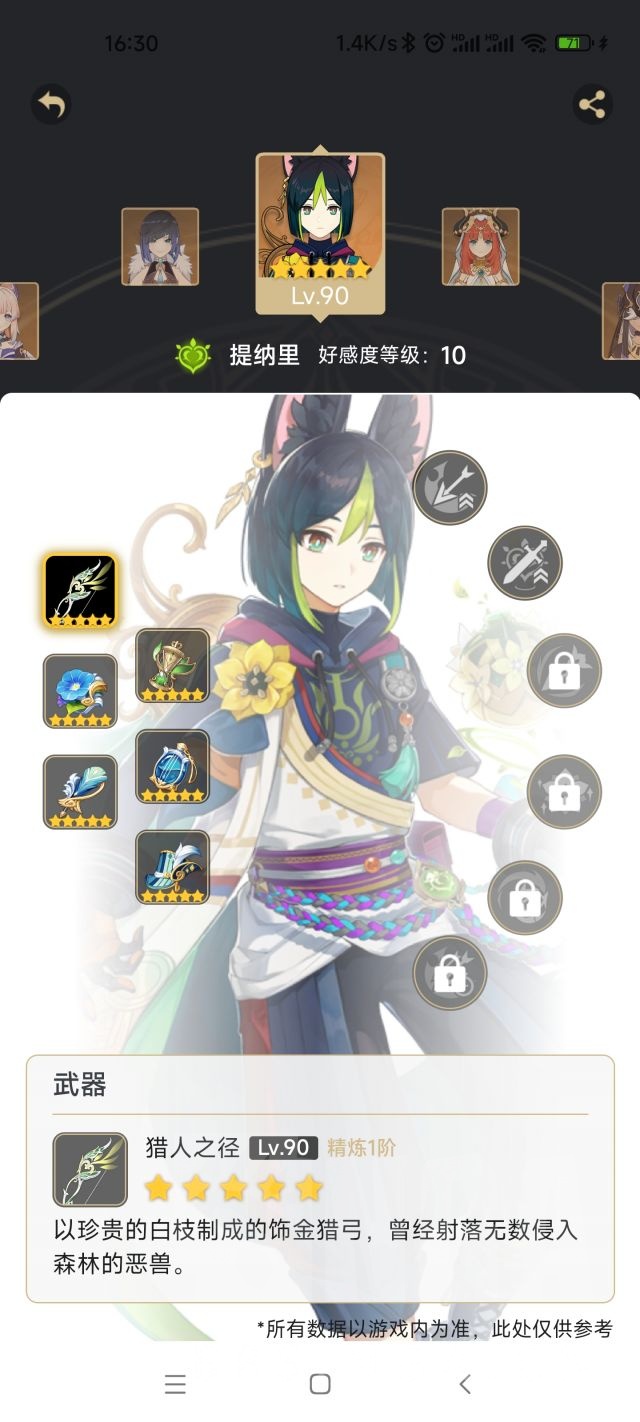 16:30 1.4K/s HD HD 71
Lv.90
提纳里 好感度等级：10
武器
猎人之径 Lv.90 精炼1阶
以珍贵的白枝制成的饰金猎弓，曾经射落无数侵入
森林的恶兽。
*所有数据以游戏内为准，此处仅供参考